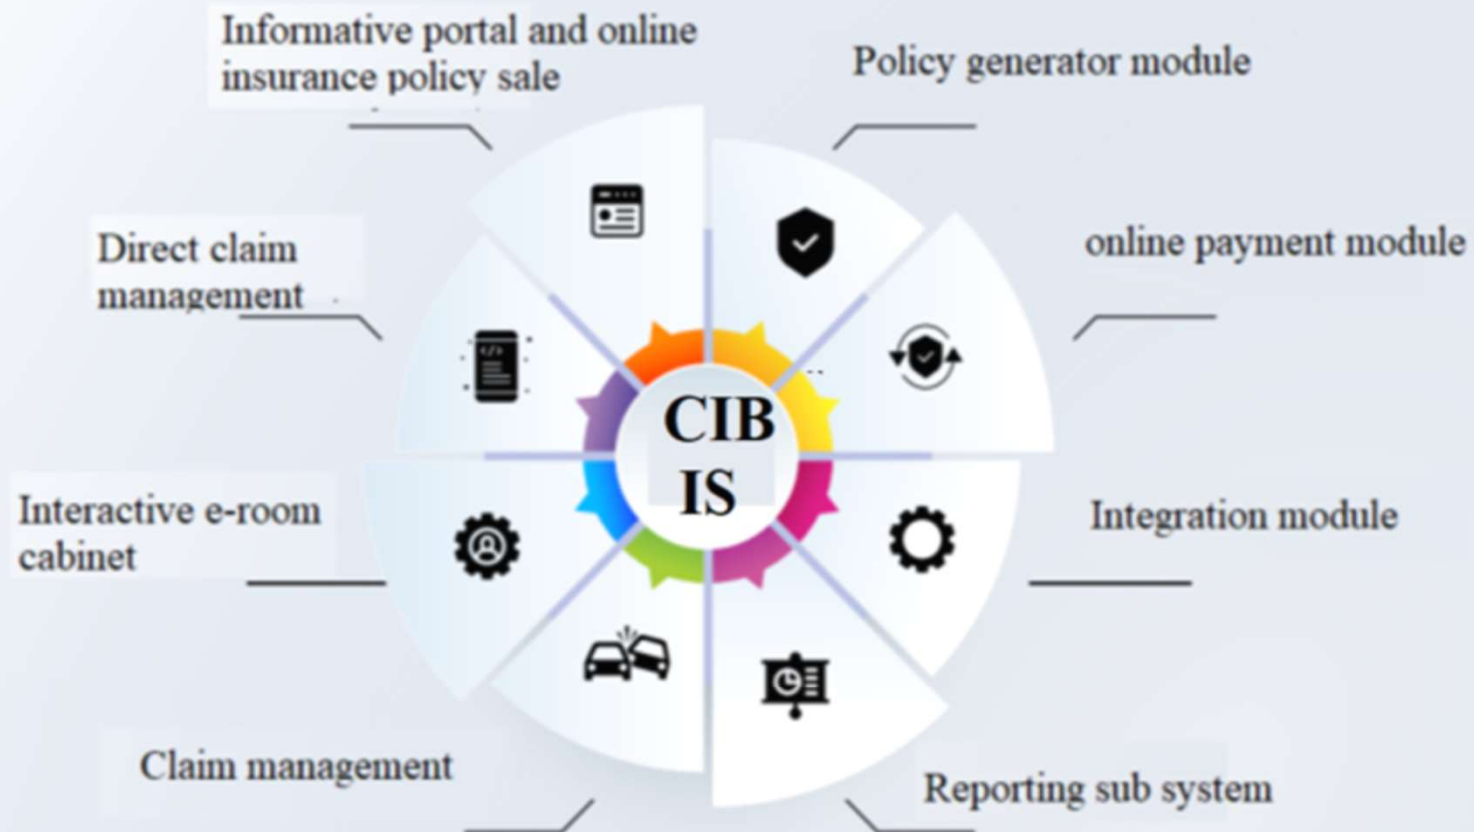 Informative portal and online
insurance policy sale
Policy generator module
Direct claim
management
online payment module
CIB
IS
Interactive e-room
cabinet
Integration module
Claim management
Reporting sub system